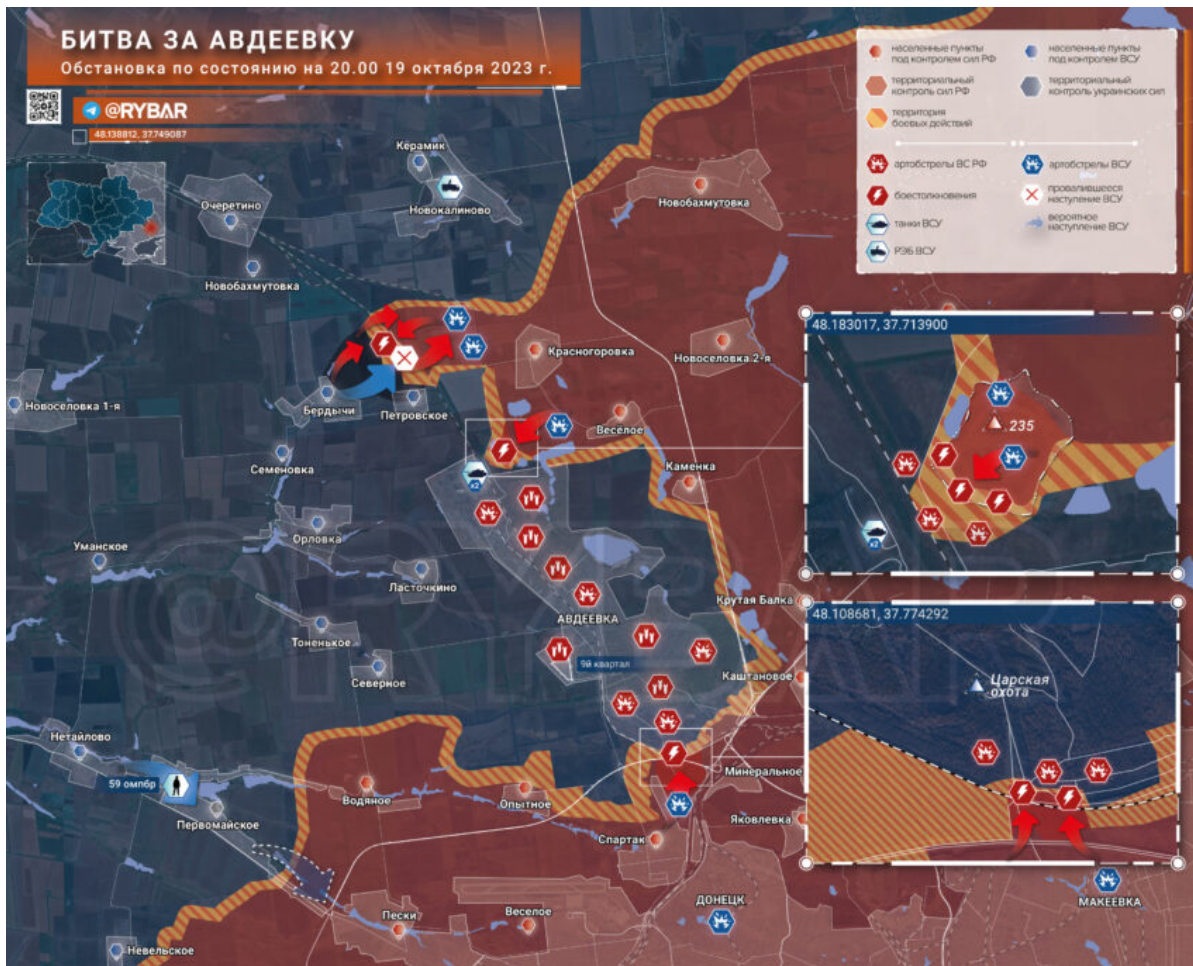 БИТВА ЗА АВДЕЕВКУ
Обстановка по состоянию на 20.00 19 октября 2023 г.
@RYBAR
48.138812, 37.749087
населенные пункты
под контролем сил РФ
населенные пункты
под контролем ВСУ
территориальный
контроль сил РФ
территориальный
контроль украинских сил
территория
боевых действий
артобстрелы ВС РФ
артобстрелы ВСУ
боестолкновения
провалившееся
наступление ВСУ
танки ВСУ
вероятное
наступление ВСУ
РЭБ ВСУ
Керамик
Новокалиново
Очеретино
Новобахмутовка
Новобахмутовка
48.183017, 37.713900
235
x2
Красногоровка
Новоселовка 2-я
Новоселовка 1-я
Бердычи
Петровское
Веселое
Семеновка
Каменка
x2
Орловка
Уманское
Ласточкино
АВДЕЕВКА
Крутая Балка
48.108681, 37.774292
Царская
охота
Тоненькое
9й квартал
Северное
Каштановое
Нетайлово
59 омпбр
Минеральное
Водяное
Опытное
Первомайское
Спартак
Яковлевка
ДОНЕЦК
МАКЕЕВКА
Пески
Веселое
Невельское